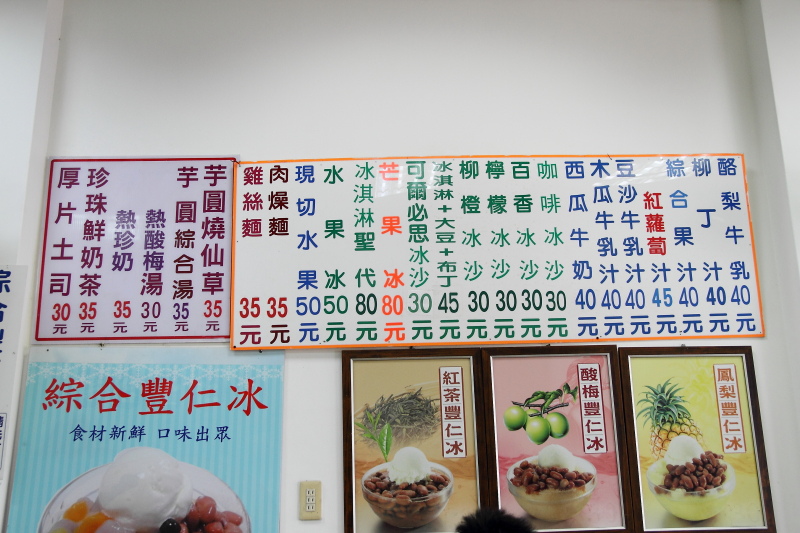 酪梨牛乳40元
柳丁汁40元
綜合果汁40元
紅蘿蔔汁45元
豆沙牛乳40元
木瓜牛乳40元
西瓜牛奶40元
咖啡冰沙30元
百香冰沙30元
檸檬冰沙30元
柳橙冰沙30元
冰淇淋+大豆+布丁45元
可爾必思冰沙30元
芒果冰80元
冰淇淋聖代80元
水果冰50元
現切水果50元
肉燥麵35元
雞絲麵35元
芋圓燒仙草35元
芋圓綜合湯35元
熱酸梅湯30元
熱珍奶35元
珍珠鮮奶茶35元
厚片土司30元
綜合
綜合豐仁冰
食材新鮮 口味出眾
紅茶豐仁冰
酸梅豐仁冰
鳳梨豐仁冰